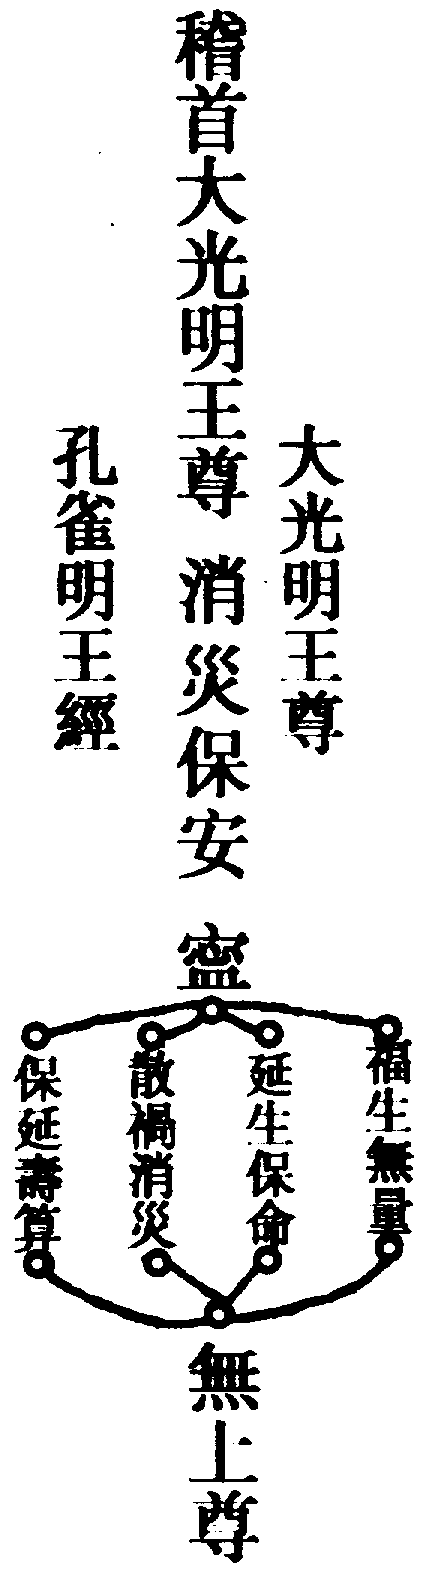 稽首大光明王尊 消災保安 寍
大光明王尊
孔雀明王經
福生無量
延生保命
散禍消災
保延壽算
無上尊